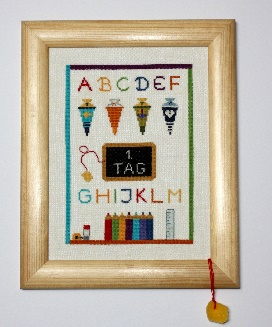 ABCDEF
1.
TAG
GHIJKLM